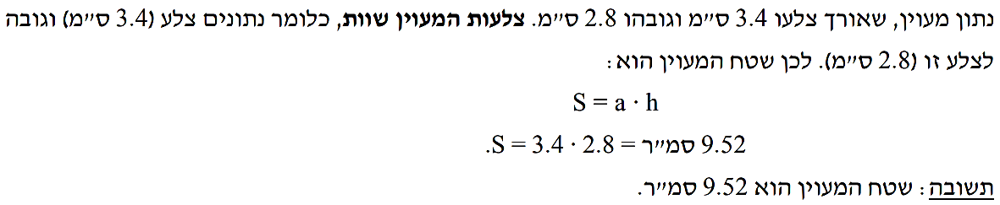 נתון מעוין, שאורך צלעו 3.4 ס״מ וגובהו 2.8 ס״מ. צלעות המעוין שוות, כלומר נתונים צלע (3.4 ס״מ) וגובה
לצלע זו (2.8 ס״מ). לכן שטח המעוין הוא:
S = a · h
S = 3.4 · 2.8 = 9.52 סמ״ר.
תשובה: שטח המעוין הוא 9.52 סמ״ר.